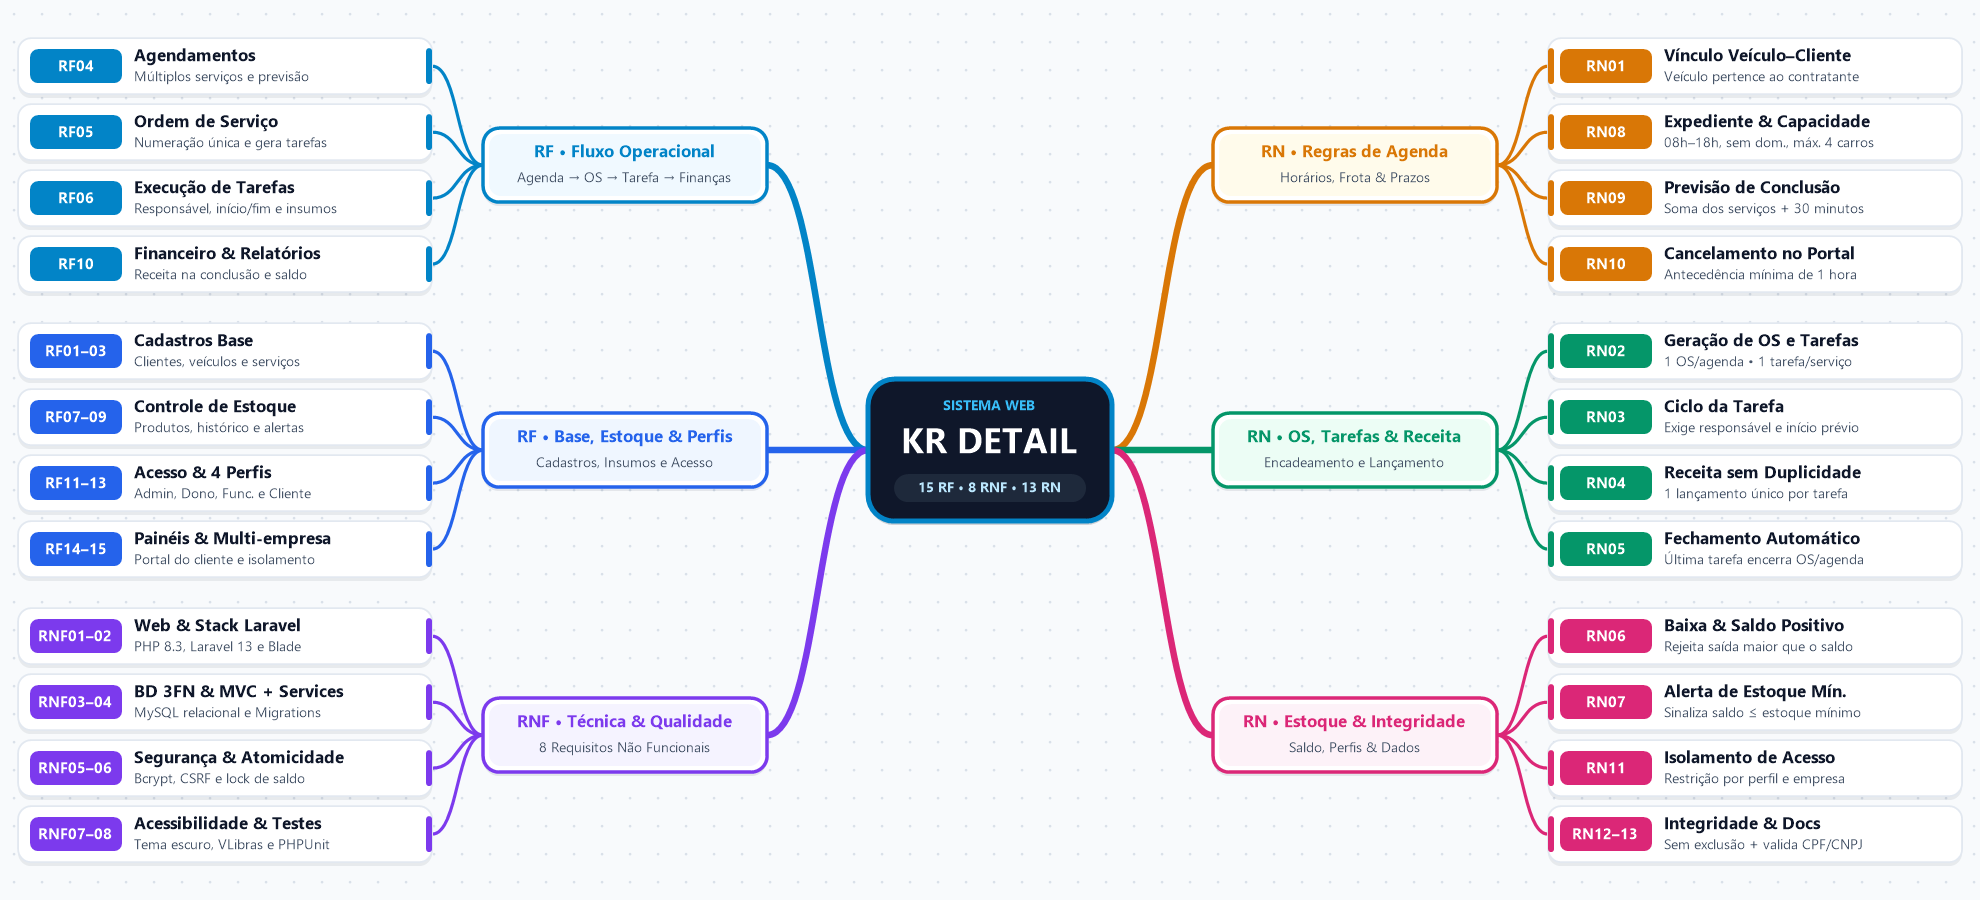 RF04
Agendamentos
Múltiplos serviços e previsão
RF05
Ordem de Serviço
Numeração única e gera tarefas
RF06
Execução de Tarefas
Responsável, início/fim e insumos
RF10
Financeiro & Relatórios
Receita na conclusão e saldo
RF • Fluxo Operacional
Agenda → OS → Tarefa → Finanças
RF01–03
Cadastros Base
Clientes, veículos e serviços
RF07–09
Controle de Estoque
Produtos, histórico e alertas
RF11–13
Acesso & 4 Perfis
Admin, Dono, Func. e Cliente
RF14–15
Painéis & Multi-empresa
Portal do cliente e isolamento
RF • Base, Estoque & Perfis
Cadastros, Insumos e Acesso
RNF01–02
Web & Stack Laravel
PHP 8.3, Laravel 13 e Blade
RNF03–04
BD 3FN & MVC + Services
MySQL relacional e Migrations
RNF05–06
Segurança & Atomicidade
Bcrypt, CSRF e lock de saldo
RNF07–08
Acessibilidade & Testes
Tema escuro, VLibras e PHPUnit
RNF • Técnica & Qualidade
8 Requisitos Não Funcionais
SISTEMA WEB
KR DETAIL
15 RF • 8 RNF • 13 RN
RN • Regras de Agenda
Horários, Frota & Prazos
RN01
Vínculo Veículo–Cliente
Veículo pertence ao contratante
RN08
Expediente & Capacidade
08h–18h, sem dom., máx. 4 carros
RN09
Previsão de Conclusão
Soma dos serviços + 30 minutos
RN10
Cancelamento no Portal
Antecedência mínima de 1 hora
RN • OS, Tarefas & Receita
Encadeamento e Lançamento
RN02
Geração de OS e Tarefas
1 OS/agenda • 1 tarefa/serviço
RN03
Ciclo da Tarefa
Exige responsável e início prévio
RN04
Receita sem Duplicidade
1 lançamento único por tarefa
RN05
Fechamento Automático
Última tarefa encerra OS/agenda
RN • Estoque & Integridade
Saldo, Perfis & Dados
RN06
Baixa & Saldo Positivo
Rejeita saída maior que o saldo
RN07
Alerta de Estoque Mín.
Sinaliza saldo ≤ estoque mínimo
RN11
Isolamento de Acesso
Restrição por perfil e empresa
RN12–13
Integridade & Docs
Sem exclusão + valida CPF/CNPJ